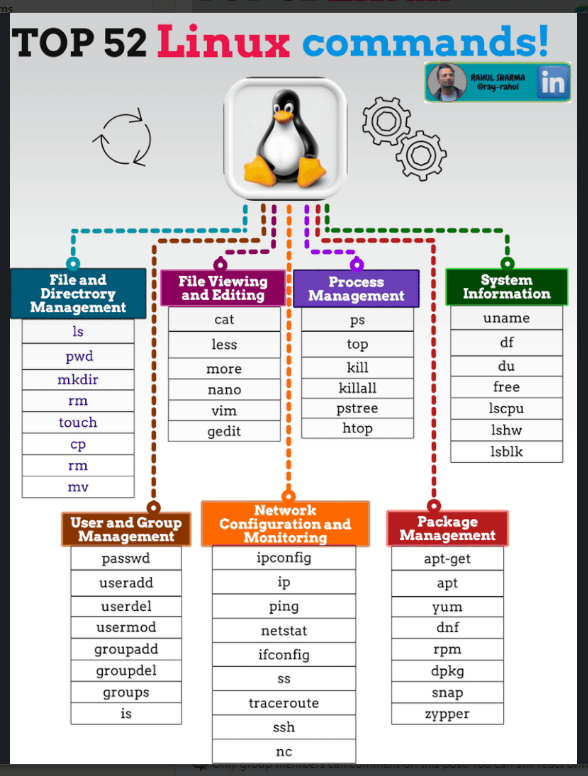 TOP 52 Linux commands!
RAHUL SHARMA
@ray-rahul
in
File and
Directrory
Management
ls
pwd
mkdir
rm
touch
cp
rm
mv
File Viewing
and Editing
cat
less
more
nano
vim
gedit
Process
Management
ps
top
kill
killall
pstree
htop
System
Information
uname
df
du
free
lscpu
lshw
lsblk
User and Group
Management
passwd
useradd
userdel
usermod
groupadd
groupdel
groups
is
Network
Configuration and
Monitoring
ipconfig
ip
ping
netstat
ifconfig
ss
traceroute
ssh
nc
Package
Management
apt-get
apt
yum
dnf
rpm
dpkg
snap
zypper